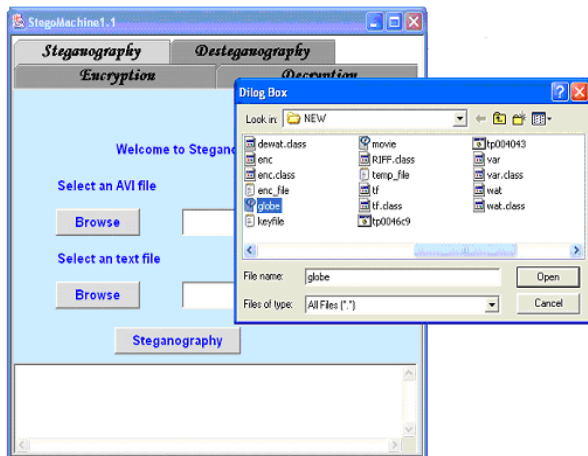 StegoMachine1.1
Steganography Desteganography
Encryption Decryption
Welcome to Stegano
Select an AVI file
Browse
Select an text file
Browse
Steganography
Dilog Box
Look in: NEW
dewat.class movie tp004043
enc RIFF.class var
enc.class temp_file var.class
enc_file tf wat
globe tf.class wat.class
keyfile tp0046c9
File name: globe Open
Files of type: All Files (*.*) Cancel